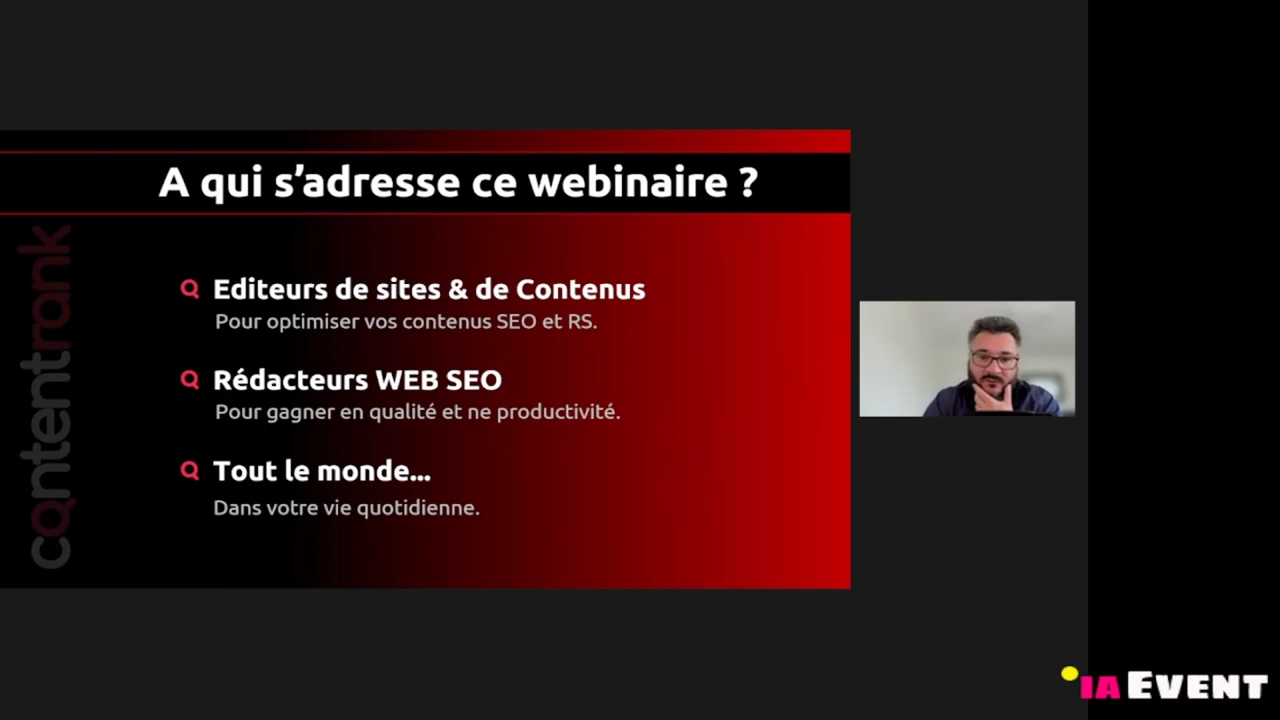 A qui s’adresse ce webinaire ?
Editeurs de sites & de Contenus
Pour optimiser vos contenus SEO et RS.
Rédacteurs WEB SEO
Pour gagner en qualité et ne productivité.
Tout le monde...
Dans votre vie quotidienne.
contentrank
IA EVENT